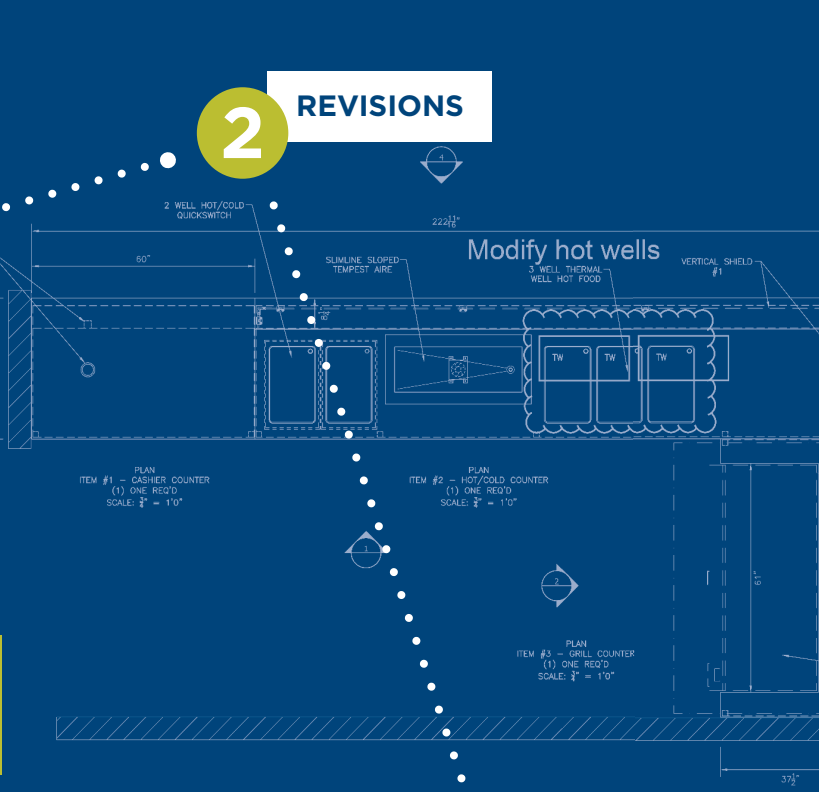 REVISIONS
2
4
2 WELL HOT/COLD
QUICKSWITCH
222 11/16"
60"
SLIMLINE SLOPED
TEMPEST AIRE
Modify hot wells
3 WELL THERMAL
WELL HOT FOOD
VERTICAL SHIELD
#1
TW
TW
TW
PLAN
ITEM #1 – CASHIER COUNTER
(1) ONE REQ'D
SCALE: 3/4" = 1'0"
PLAN
ITEM #2 – HOT/COLD COUNTER
(1) ONE REQ'D
SCALE: 3/4" = 1'0"
1
2
61"
PLAN
ITEM #3 – GRILL COUNTER
(1) ONE REQ'D
SCALE: 3/4" = 1'0"
37 1/2"